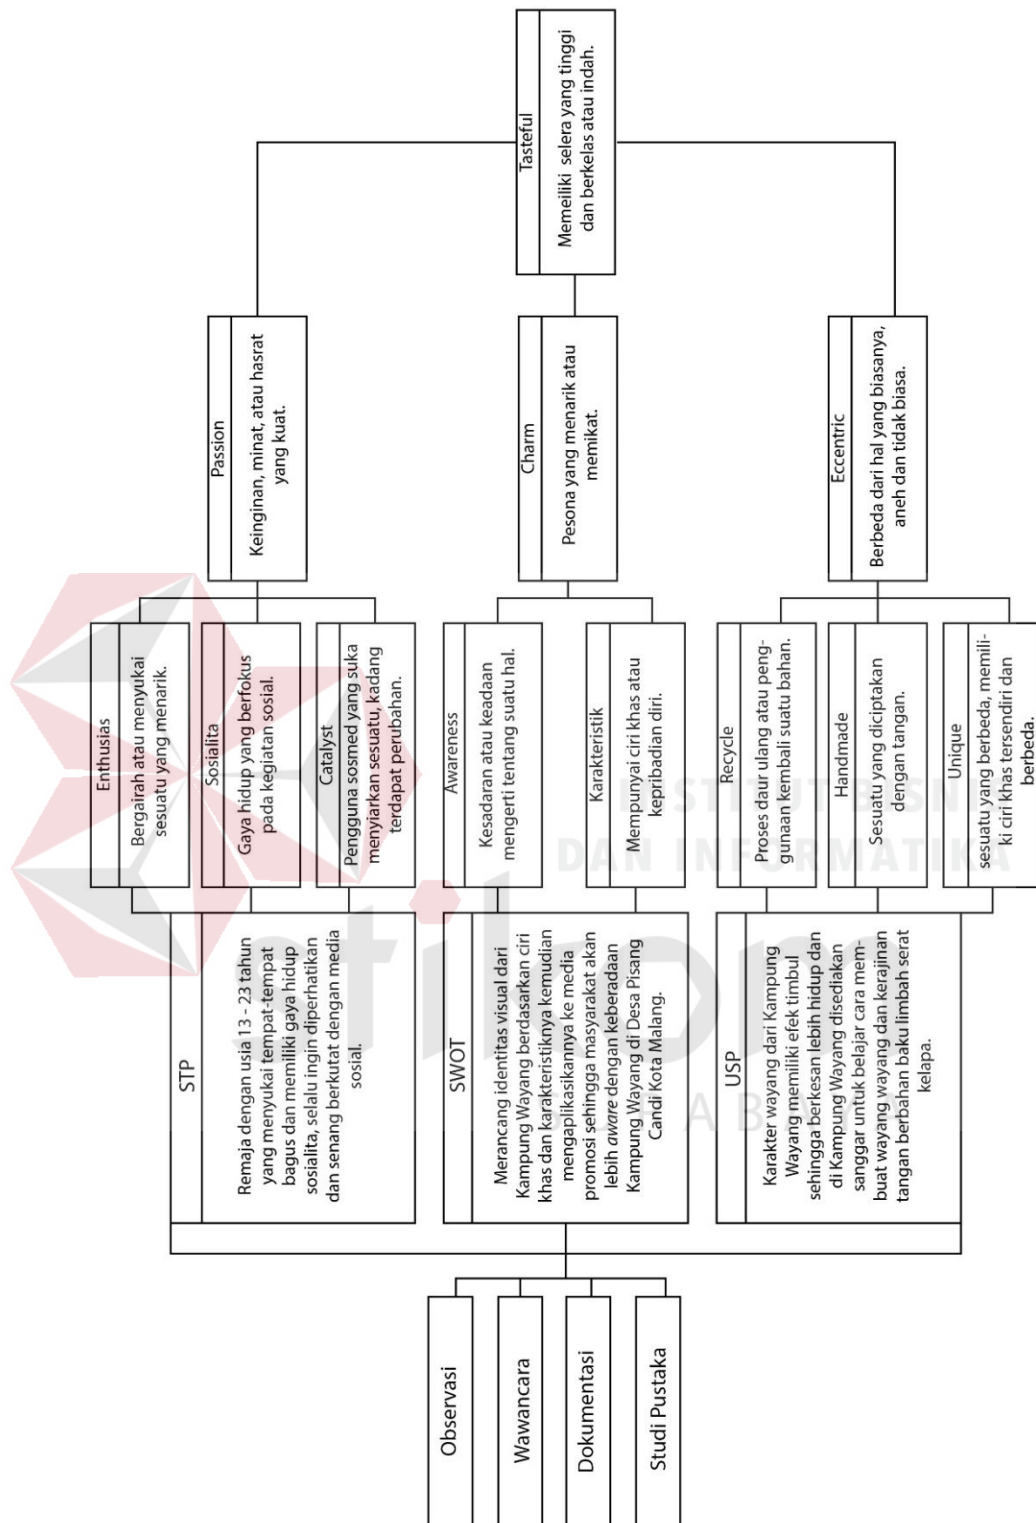 Observasi
Wawancara
Dokumentasi
Studi Pustaka
STP
Remaja dengan usia 13 - 23 tahun
yang menyukai tempat-tempat
bagus dan memiliki gaya hidup
sosialita, selalu ingin diperhatikan
dan senang berkutat dengan media
sosial.
SWOT
Merancang identitas visual dari
Kampung Wayang berdasarkan ciri
khas dan karakteristiknya kemudian
mengaplikasikannya ke media
promosi sehingga masyarakat akan
lebih aware dengan keberadaan
Kampung Wayang di Desa Pisang
Candi Kota Malang.
USP
Karakter wayang dari Kampung
Wayang memiliki efek timbul
sehingga berkesan lebih hidup dan
di Kampung Wayang disediakan
sanggar untuk belajar cara mem-
buat wayang wayang dan kerajinan
tangan berbahan baku limbah serat
kelapa.
Enthusias
Bergairah atau menyukai
sesuatu yang menarik.
Sosialita
Gaya hidup yang berfokus
pada kegiatan sosial.
Catalyst
Pengguna sosmed yang suka
menyiarkan sesuatu, kadang
terdapat perubahan.
Awareness
Kesadaran atau keadaan
mengerti tentang suatu hal.
Karakteristik
Mempunyai ciri khas atau
kepribadian diri.
Recycle
Proses daur ulang atau peng-
gunaan kembali suatu bahan.
Handmade
Sesuatu yang diciptakan
dengan tangan.
Unique
sesuatu yang berbeda, memili-
ki ciri khas tersendiri dan
berbeda.
Passion
Keinginan, minat, atau hasrat
yang kuat.
Charm
Pesona yang menarik atau
memikat.
Eccentric
Berbeda dari hal yang biasanya,
aneh dan tidak biasa.
Tasteful
Memeiliki selera yang tinggi
dan berkelas atau indah.
INSTITUT BISNI
DAN INFORMATIKA
stikom
SURABAYA